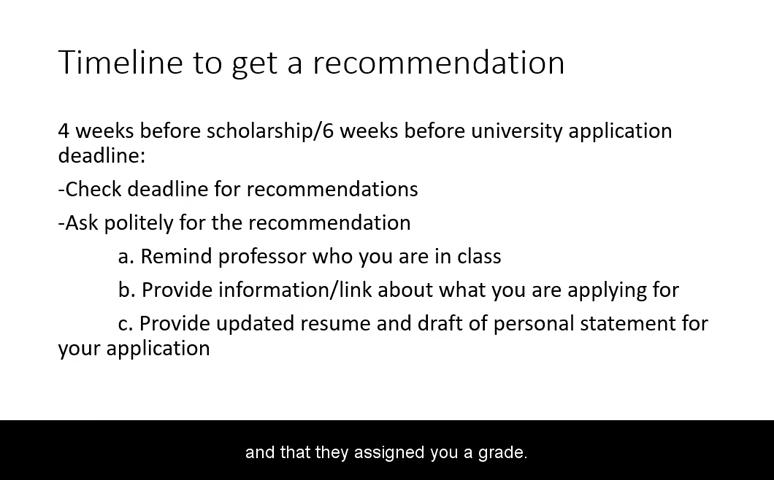 Timeline to get a recommendation
4 weeks before scholarship/6 weeks before university application
deadline:
-Check deadline for recommendations
-Ask politely for the recommendation
a. Remind professor who you are in class
b. Provide information/link about what you are applying for
c. Provide updated resume and draft of personal statement for
your application
and that they assigned you a grade.